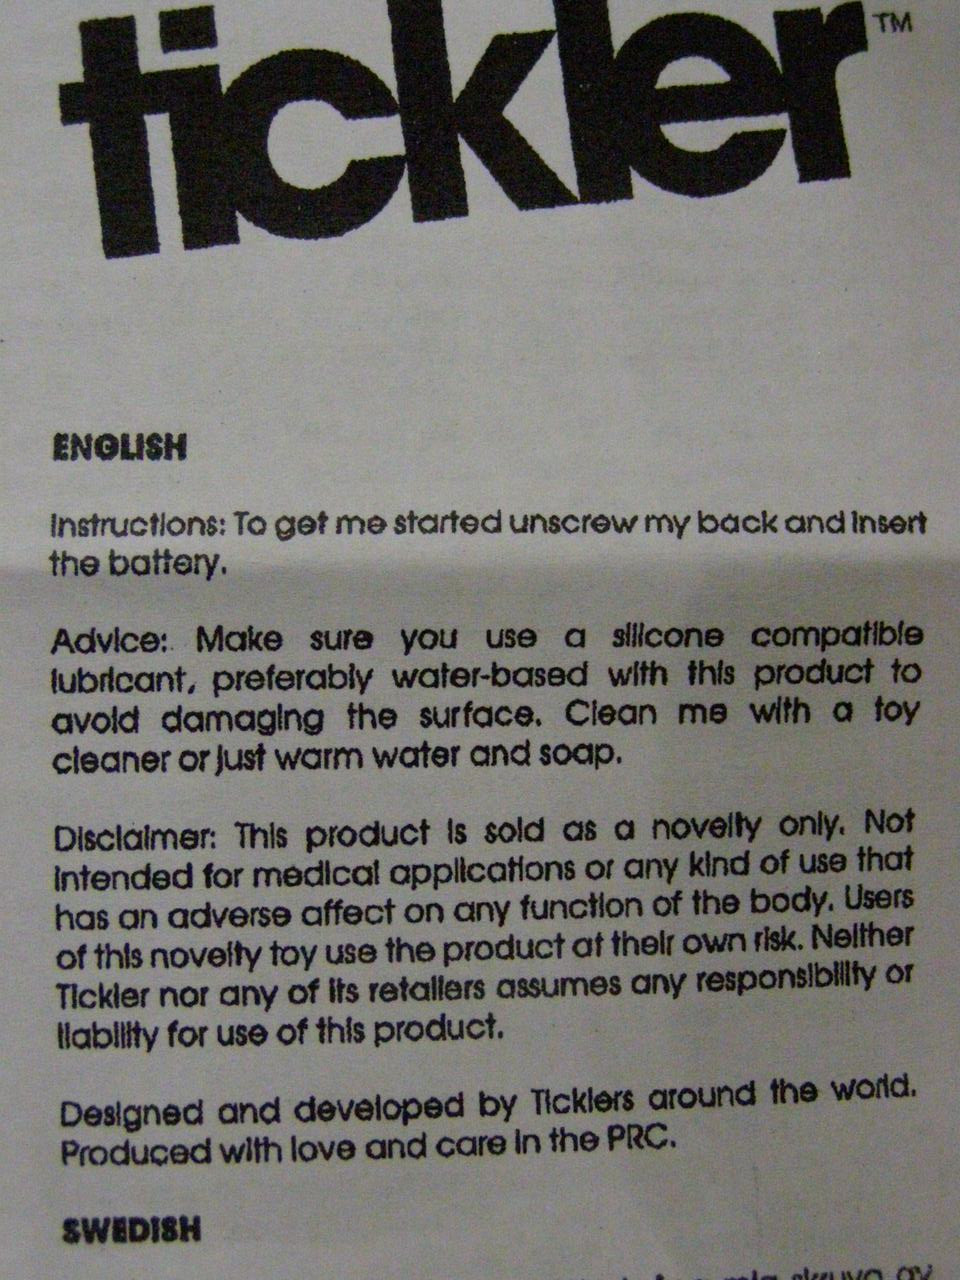 tickler™
ENGLISH
Instructions: To get me started unscrew my back and insert
the battery.
Advice: Make sure you use a silicone compatible
lubricant, preferably water-based with this product to
avoid damaging the surface. Clean me with a toy
cleaner or just warm water and soap.
Disclaimer: This product is sold as a novelty only. Not
intended for medical applications or any kind of use that
has an adverse affect on any function of the body. Users
of this novelty toy use the product at their own risk. Neither
Tickler nor any of its retailers assumes any responsibility or
liability for use of this product.
Designed and developed by Ticklers around the world.
Produced with love and care in the PRC.
SWEDISH
mig skruva av